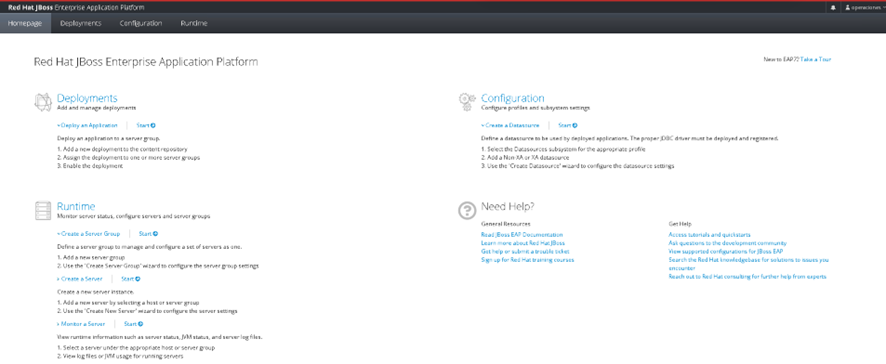 Red Hat JBoss Enterprise Application Platform
operaciones
Homepage Deployments Configuration Runtime
Red Hat JBoss Enterprise Application Platform
New to EAP7? Take a Tour
Deployments
Add and manage deployments
Deploy an Application Start
Deploy an application to a server group.
1. Add a new deployment to the content repository
2. Assign the deployment to one or more server groups
3. Enable the deployment
Configuration
Configure profiles and subsystem settings
Create a Datasource Start
Define a datasource to be used by deployed applications. The proper JDBC driver must be deployed and registered.
1. Select the Datasources subsystem for the appropriate profile
2. Add a Non-XA or XA datasource
3. Use the 'Create Datasource' wizard to configure the datasource settings
Runtime
Monitor server status, configure servers and server groups
Create a Server Group Start
Define a server group to manage and configure a set of servers as one.
1. Add a new server group
2. Use the 'Create Server Group' wizard to configure the server group settings
Create a Server Start
Create a new server instance.
1. Add a new server by selecting a host or server group
2. Use the 'Create New Server' wizard to configure the server settings
Monitor a Server Start
View runtime information such as server status, JVM status, and server log files.
1. Select a server under the appropriate host or server group
2. View log files or JVM usage for running servers
Need Help?
General Resources
Read JBoss EAP Documentation
Learn more about Red Hat JBoss
Get help or submit a trouble ticket
Sign up for Red Hat training courses
Get Help
Access tutorials and quickstarts
Ask questions to the development community
View supported configurations for JBoss EAP
Search the Red Hat knowledgebase for solutions to issues you
encounter
Reach out to Red Hat consulting for further help from experts